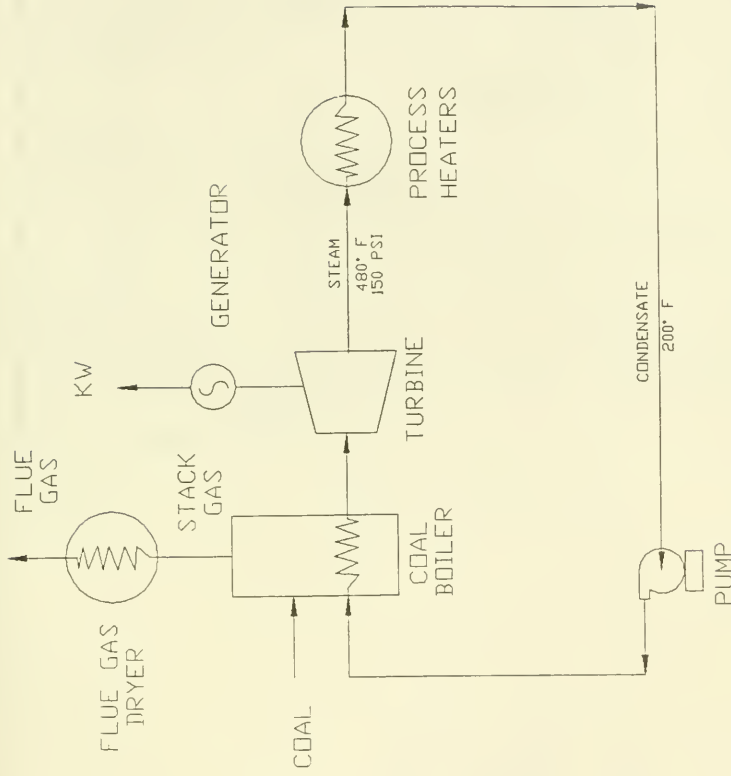 FLUE
GAS
FLUE GAS
DRYER
STACK
GAS
KW
GENERATOR
COAL
COAL
BOILER
TURBINE
STEAM
480° F
150 PSI
PROCESS
HEATERS
CONDENSATE
200° F
PUMP